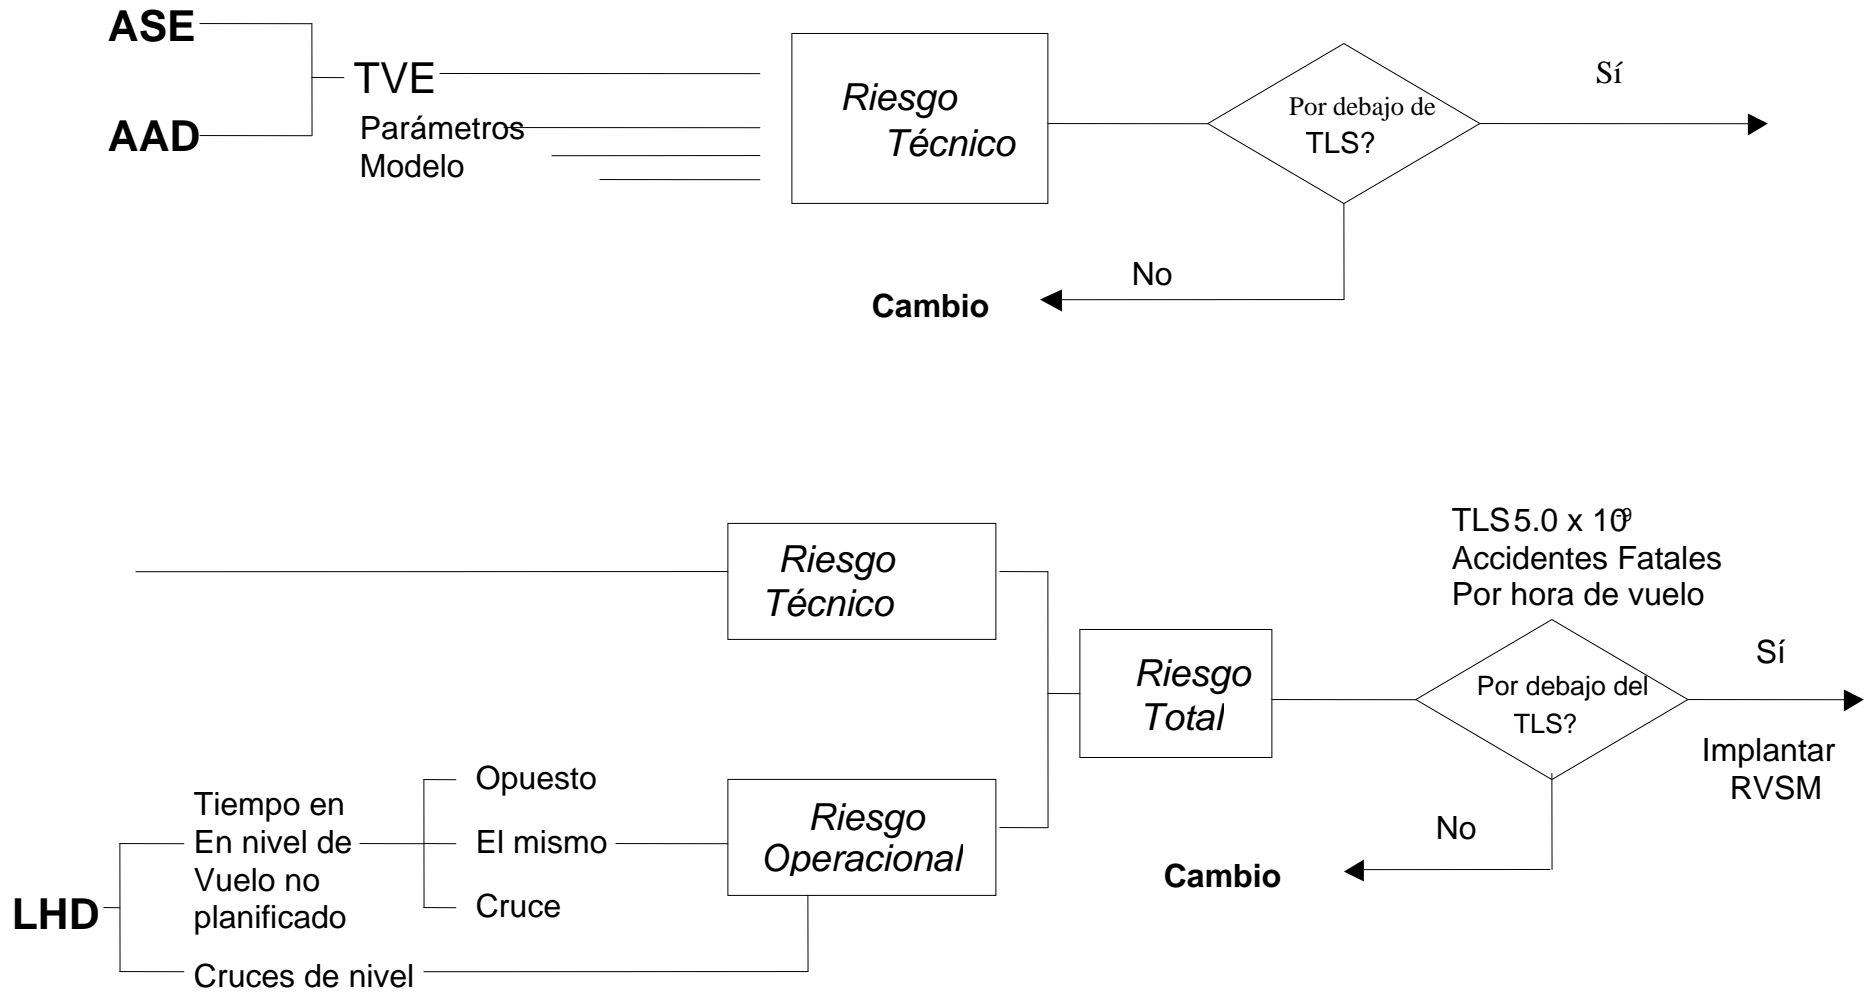 ASE
AAD
TVE
Parámetros
Modelo
Riesgo
Técnico
Por debajo de
TLS?
Sí
No
Cambio
TLS 5.0 x 10⁻⁹
Accidentes Fatales
Por hora de vuelo
Riesgo
Técnico
Riesgo
Total
Por debajo del
TLS?
Sí
Implantar
RVSM
No
Cambio
LHD
Tiempo en
En nivel de
Vuelo no
planificado
Opuesto
El mismo
Cruce
Riesgo
Operacional
Cruces de nivel